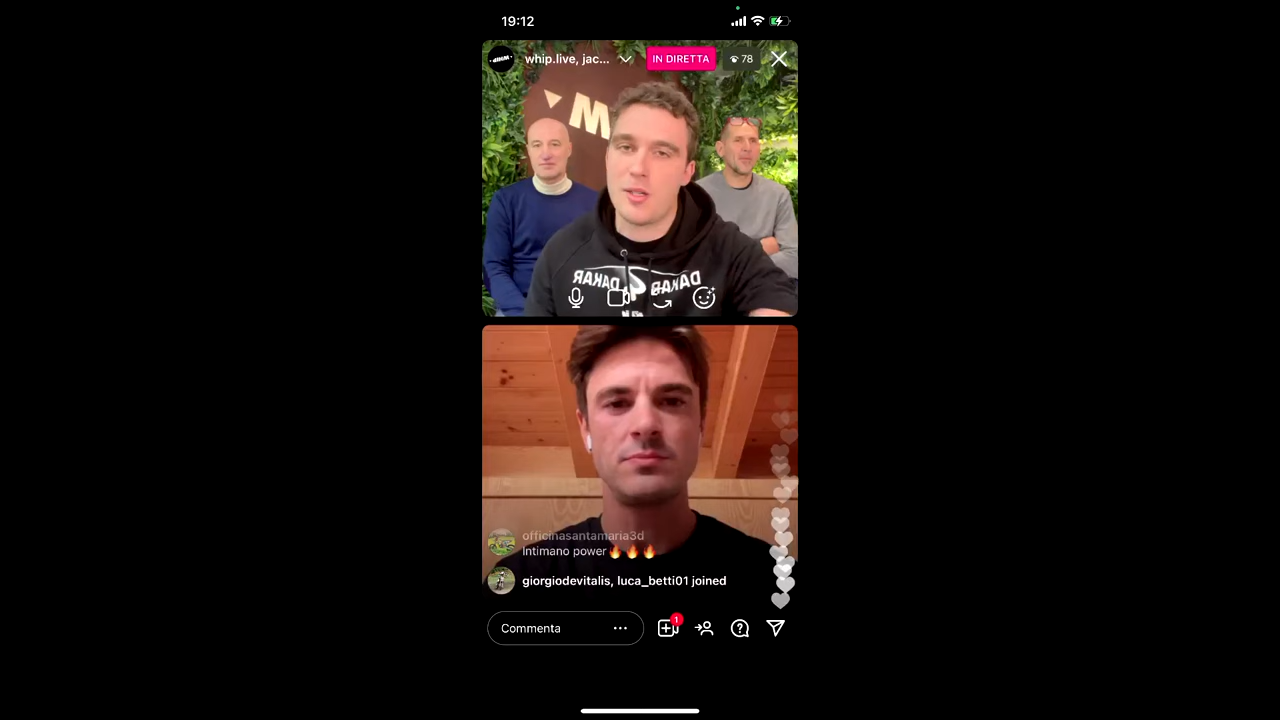 19:12
whip.live, jac...
IN DIRETTA
78
M
DAKAR DAKAR
officinasantamaria3d
Intimano power🔥🔥🔥
giorgiodevitalis, luca_betti01 joined
Commenta
1